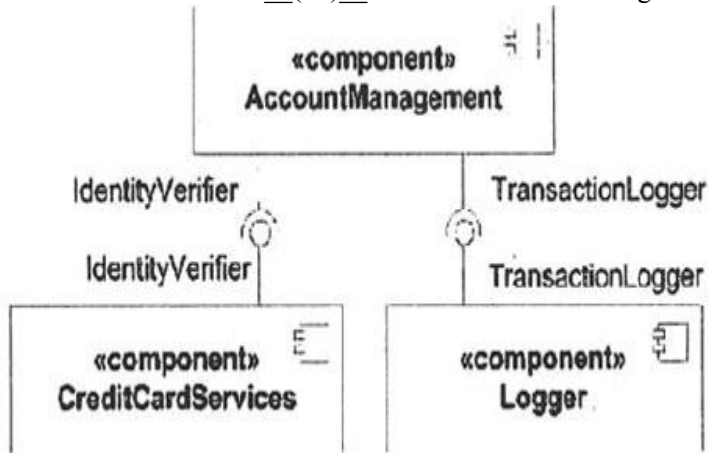 «component»
AccountManagement
IdentityVerifier
TransactionLogger
IdentityVerifier
TransactionLogger
«component»
CreditCardServices
«component»
Logger